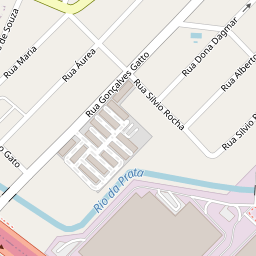 de Souza
Rua Maria
Rua Áurea
Rua Gonçalves Gatto
Rua Dona Dagmar
Rua Silvio Rocha
Rua Albert
Rua Silvio R
o Gato
Rio da Prata